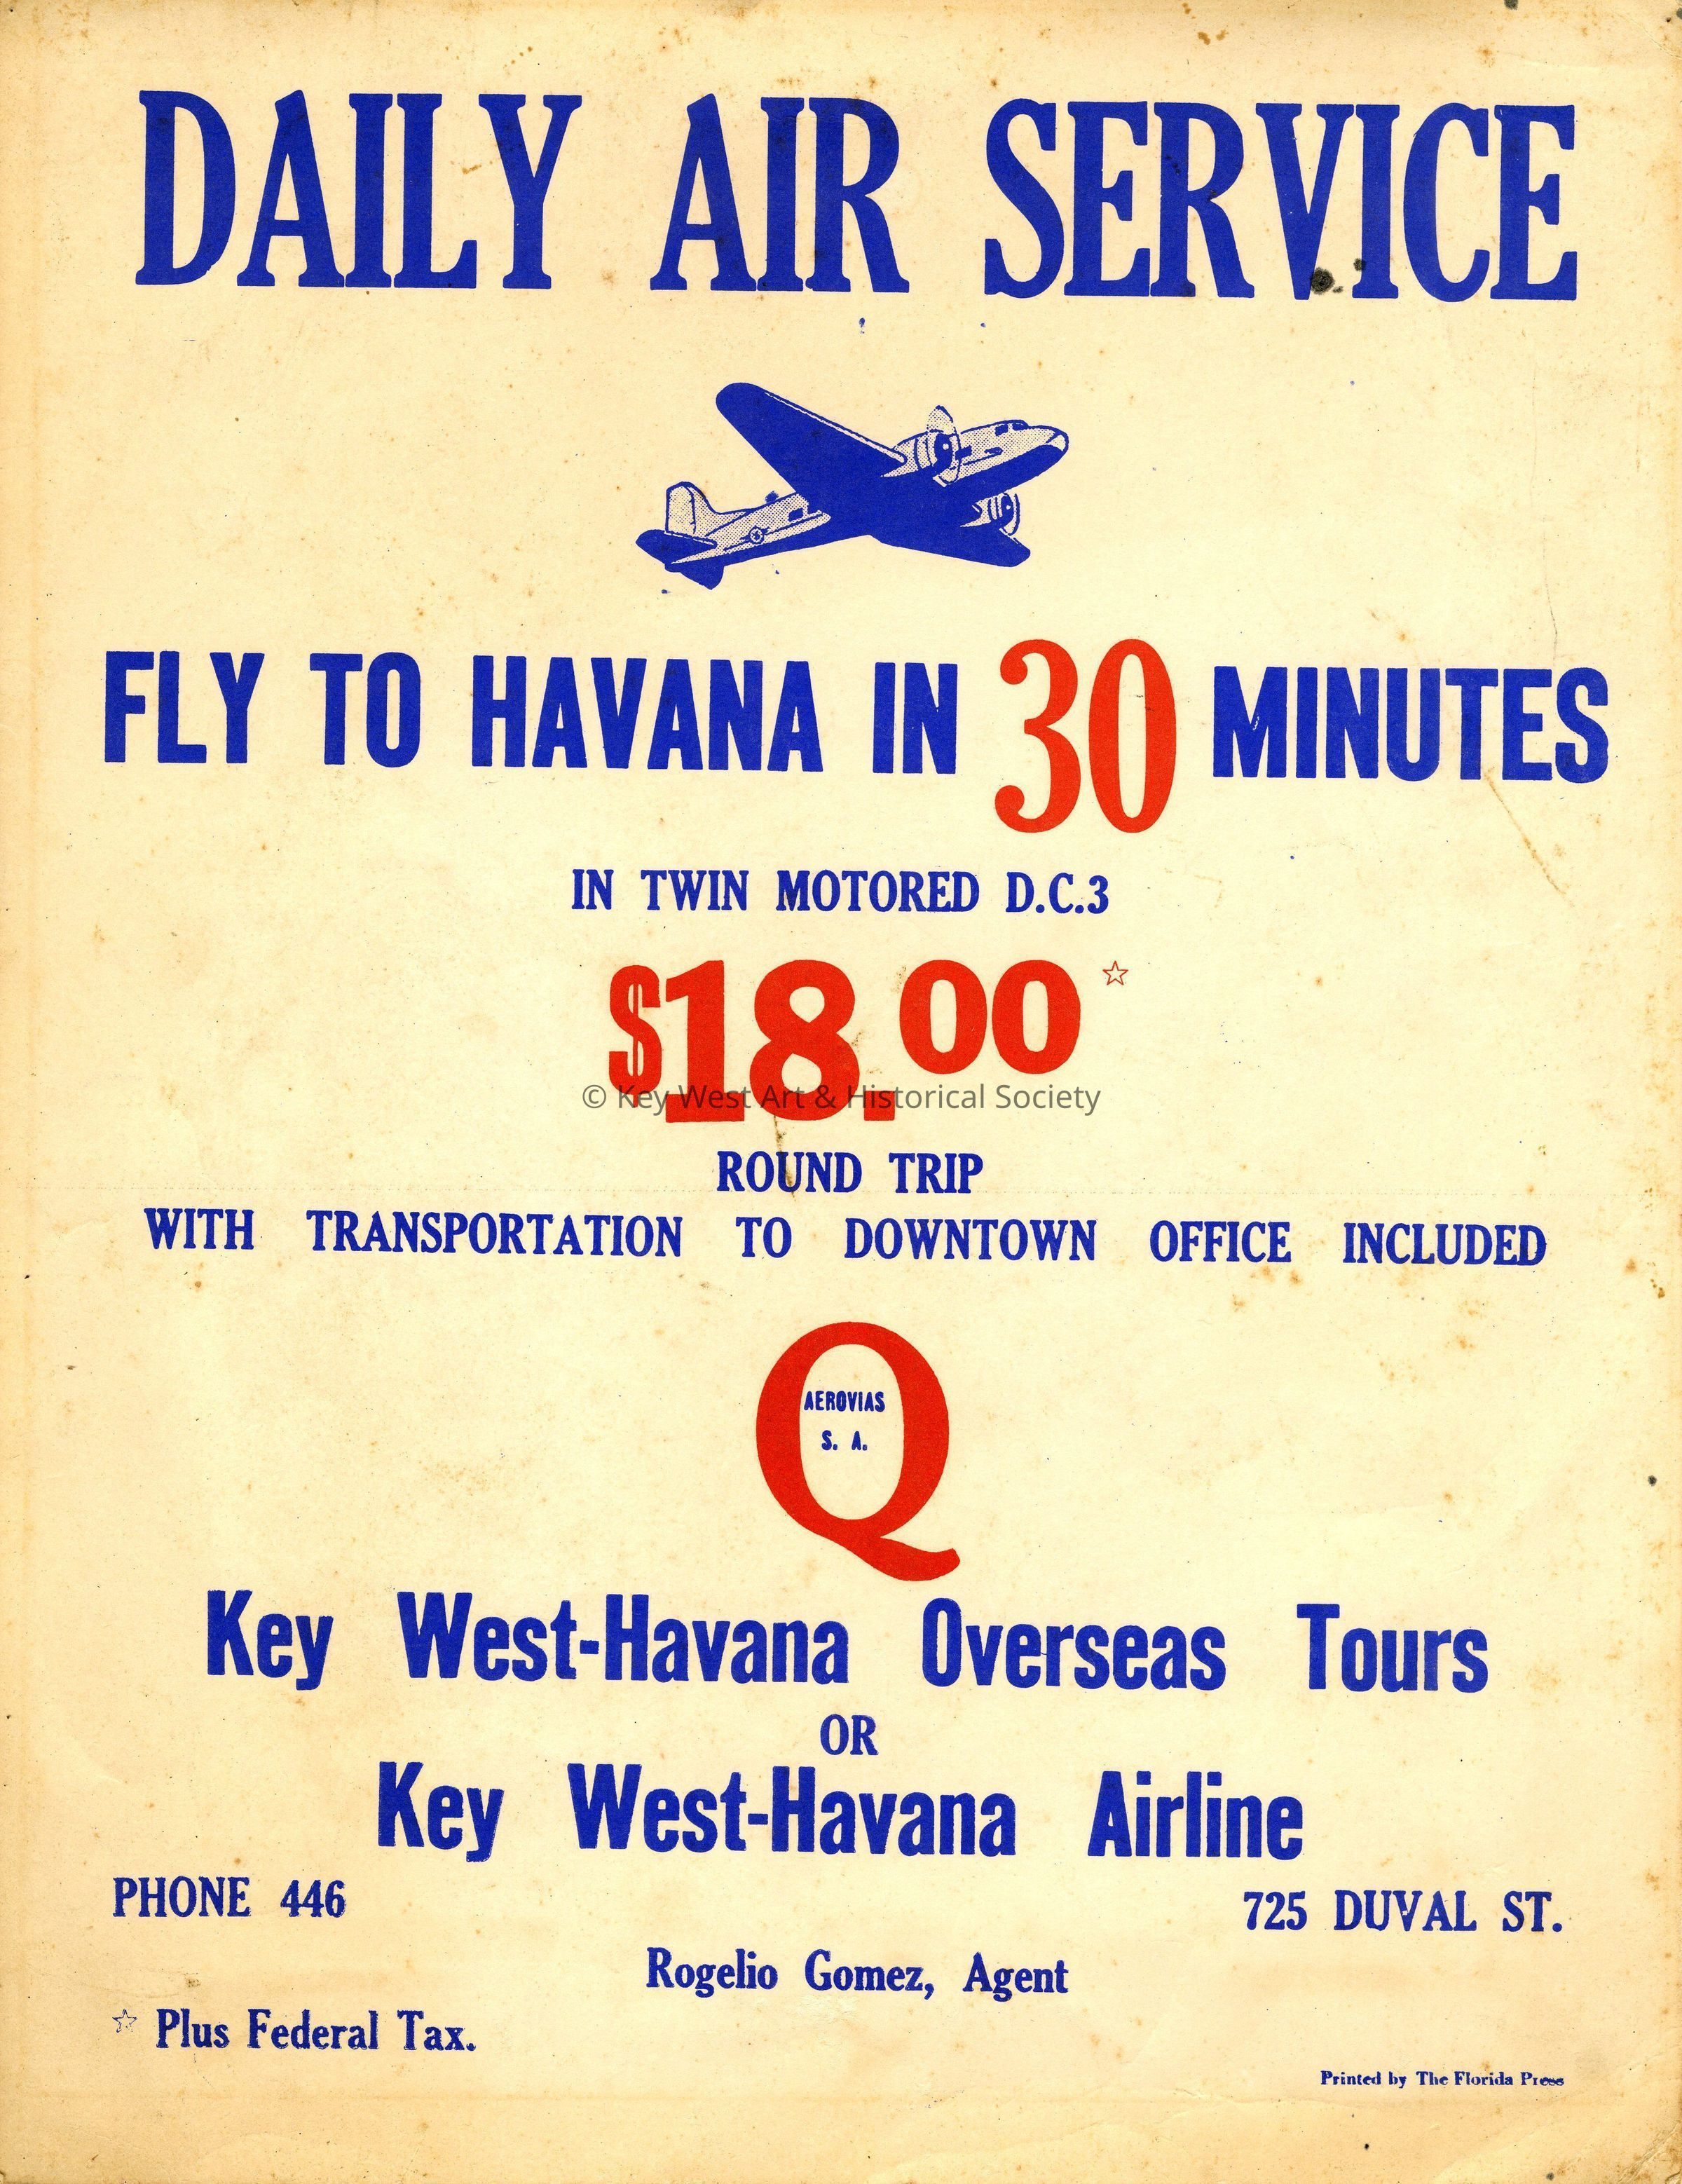 DAILY AIR SERVICE
FLY TO HAVANA IN 30 MINUTES
IN TWIN MOTORED D.C.3
$18.00 ☆
© Key West Art & Historical Society
ROUND TRIP
WITH TRANSPORTATION TO DOWNTOWN OFFICE INCLUDED
Q
AEROVIAS
S. A.
Key West-Havana Overseas Tours
OR
Key West-Havana Airline
PHONE 446
725 DUVAL ST.
Rogelio Gomez, Agent
☆ Plus Federal Tax.
Printed by The Florida Press